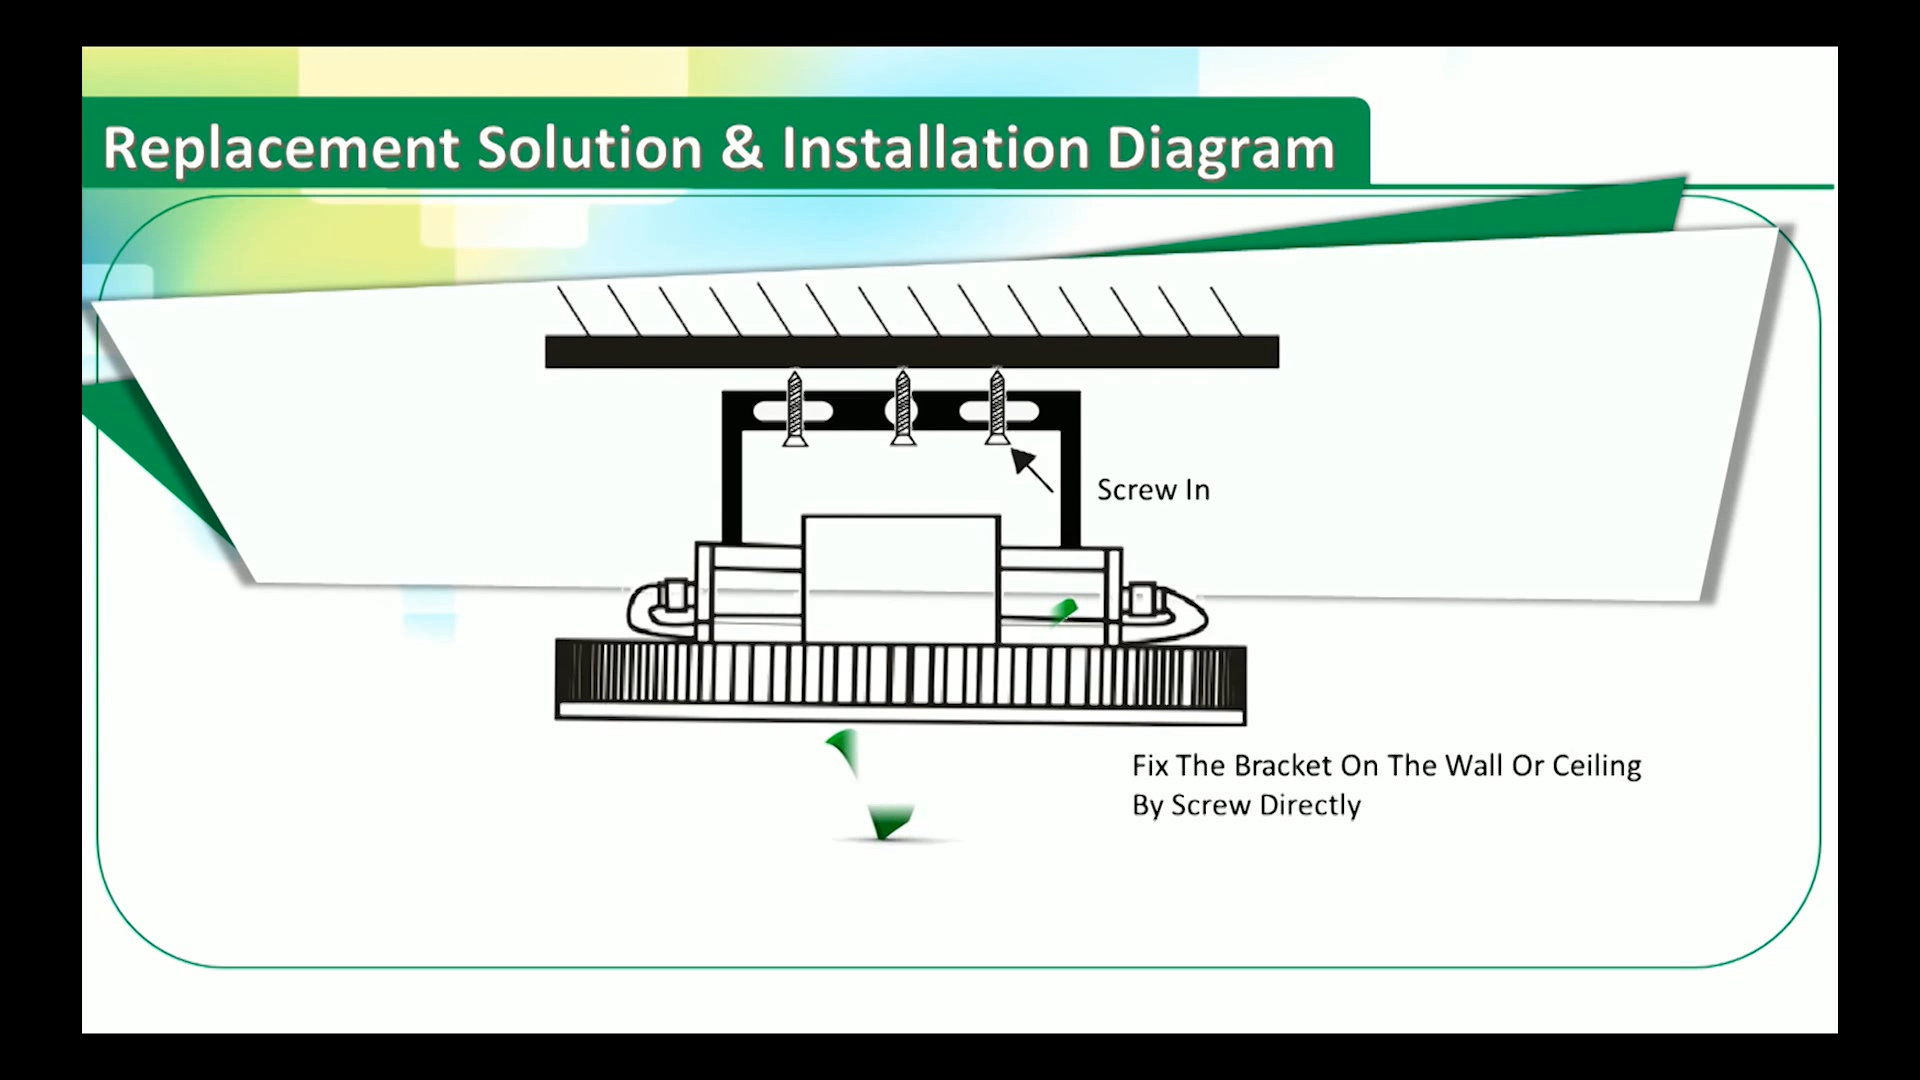 Replacement Solution & Installation Diagram
Screw In
Fix The Bracket On The Wall Or Ceiling
By Screw Directly